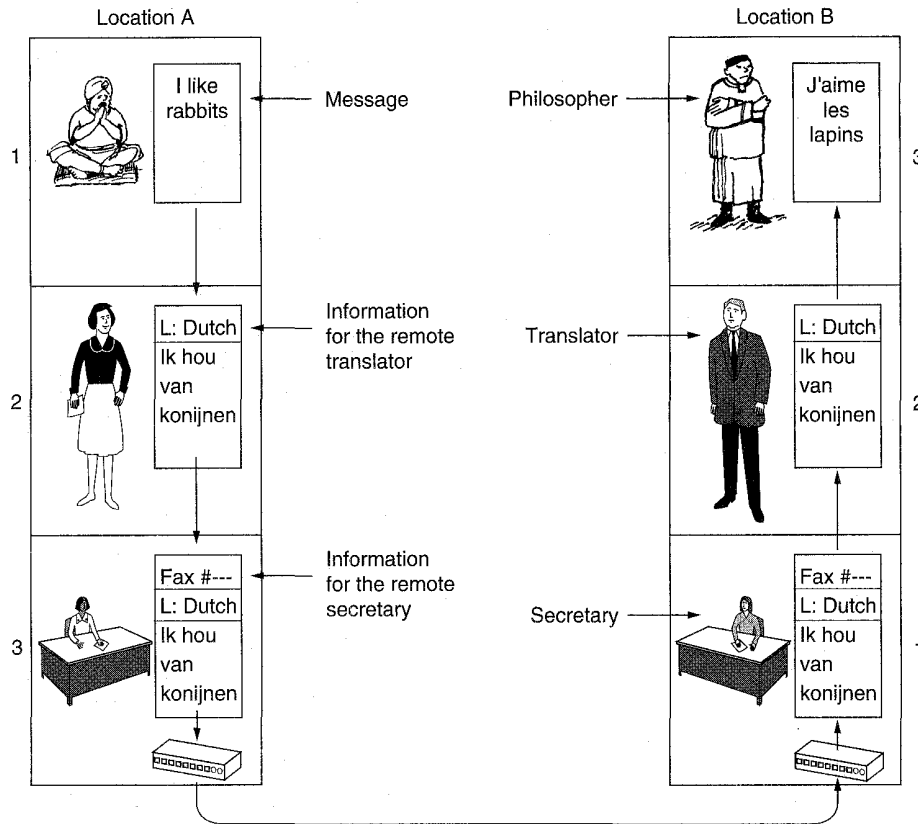 Location A
Location B
I like
rabbits
Message
Philosopher
J'aime
les
lapins
1
3
L: Dutch
Ik hou
van
konijnen
Information
for the remote
translator
Translator
L: Dutch
Ik hou
van
konijnen
2
2
Fax #---
L: Dutch
Ik hou
van
konijnen
Information
for the remote
secretary
Secretary
Fax #---
L: Dutch
Ik hou
van
konijnen
3